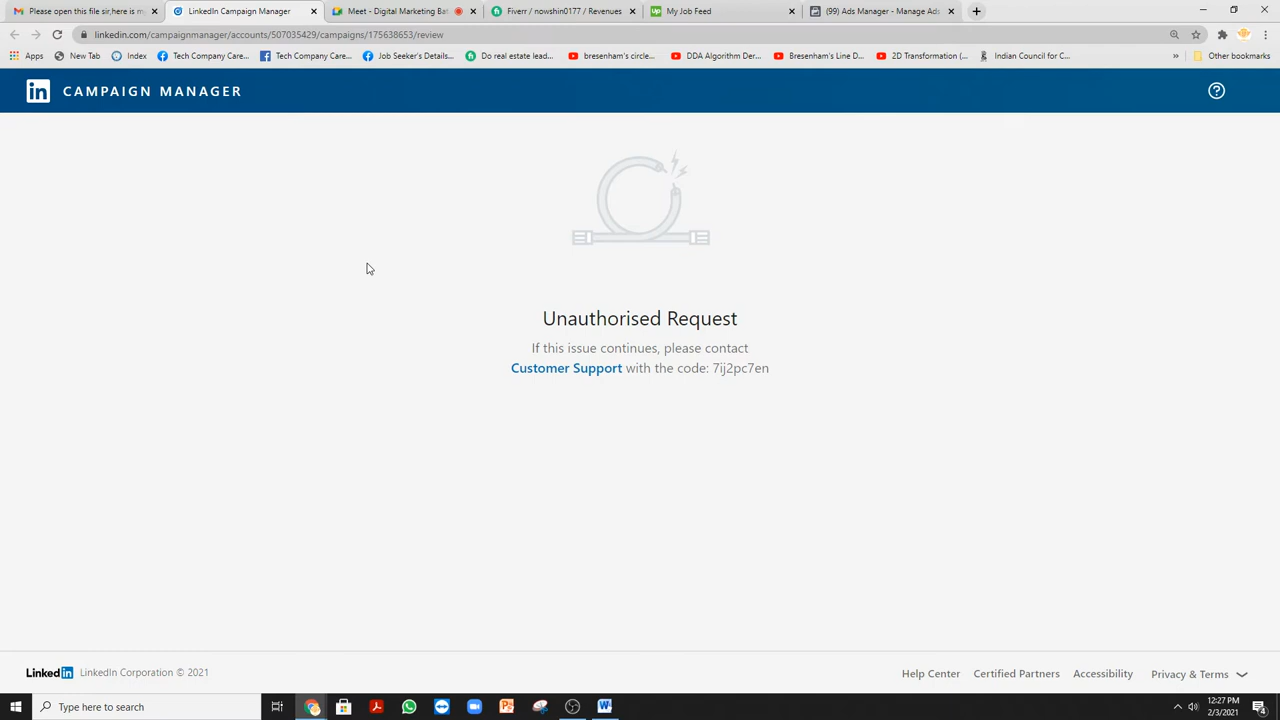 Please open this file sir,here is m
LinkedIn Campaign Manager
Meet - Digital Marketing Bat
Fiverr / nowshin0177 / Revenues
up My Job Feed
(99) Ads Manager - Manage Ads
linkedin.com/campaignmanager/accounts/507035429/campaigns/175638653/review
Apps
New Tab
Index
Tech Company Care...
Tech Company Care...
Job Seeker's Details...
Do real estate lead...
bresenham's circle...
DDA Algorithm Der...
Bresenham's Line D...
2D Transformation (...
Indian Council for C...
Other bookmarks
in CAMPAIGN MANAGER
Unauthorised Request
If this issue continues, please contact
Customer Support with the code: 7ij2pc7en
Linked in LinkedIn Corporation © 2021
Help Center Certified Partners Accessibility Privacy & Terms
Type here to search
12:27 PM
2/3/2021
4